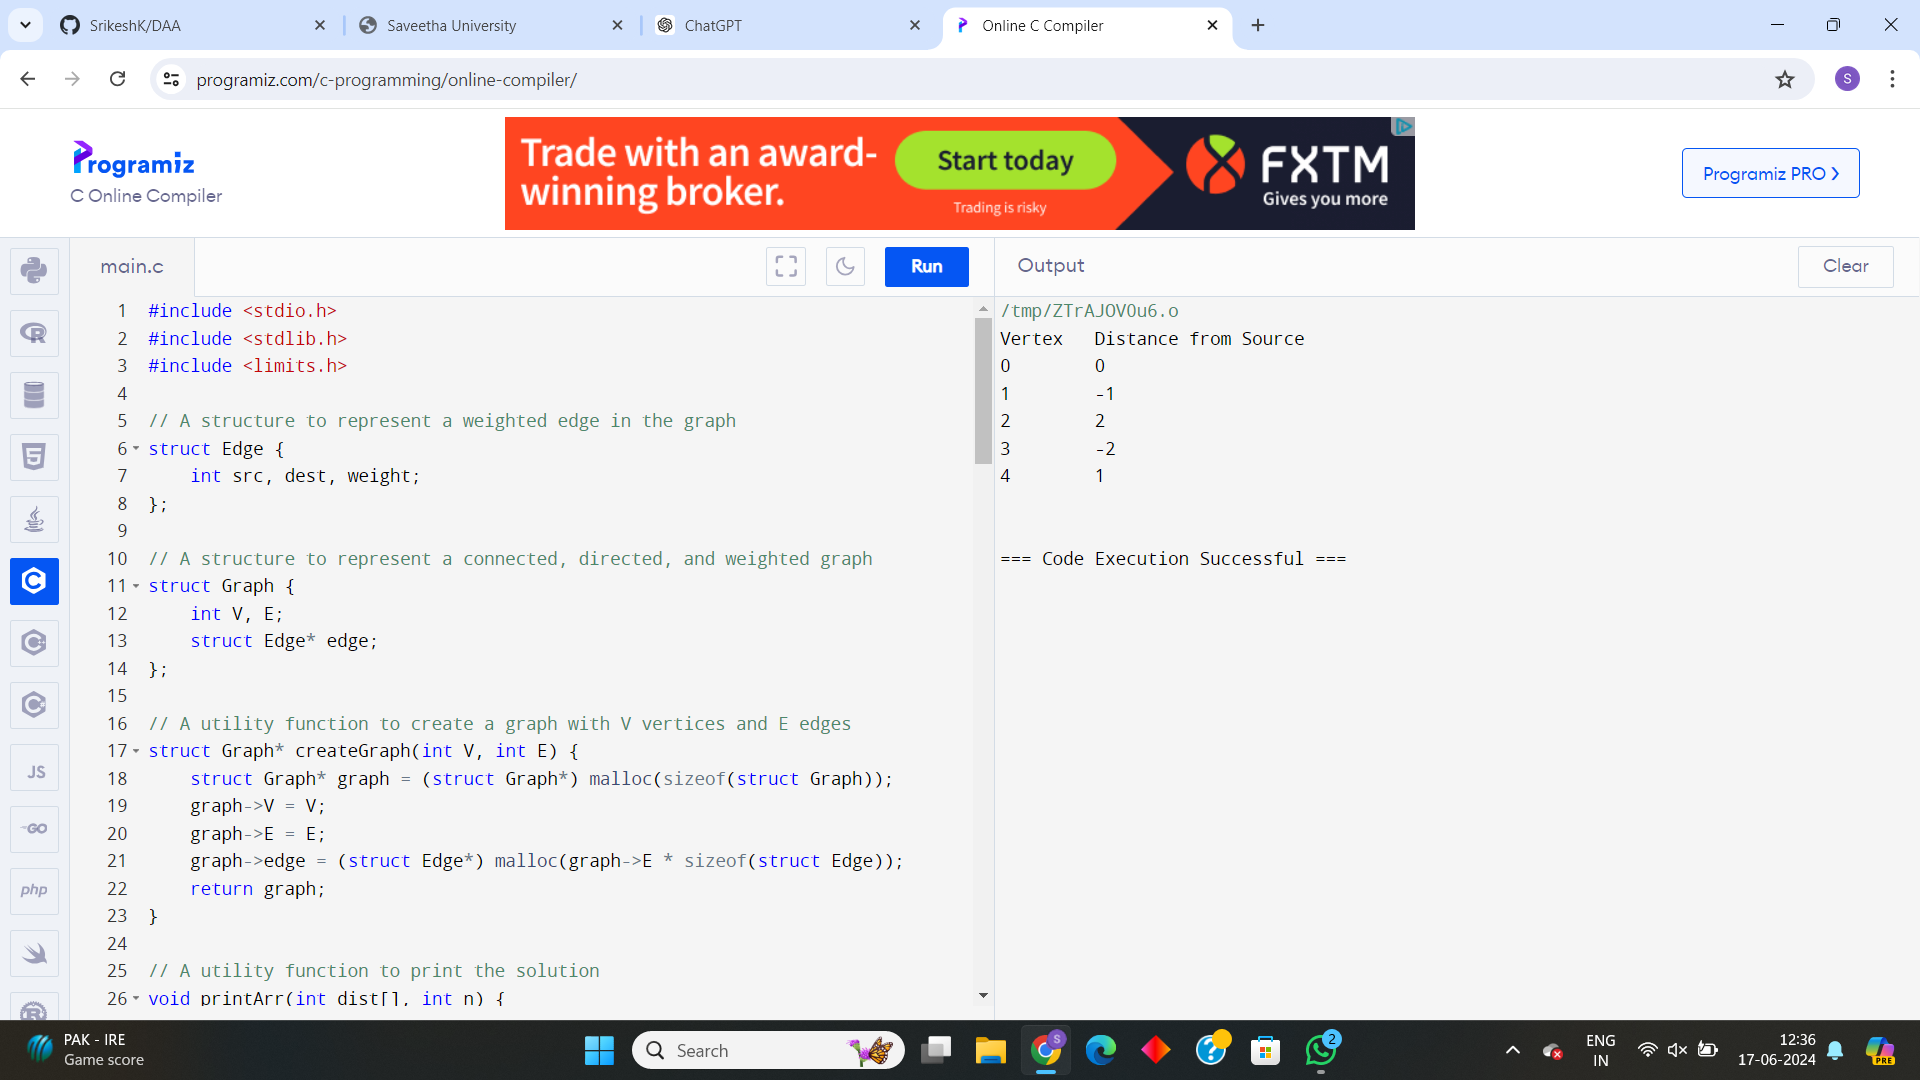 SrikeshK/DAA
Saveetha University
ChatGPT
Online C Compiler
programiz.com/c-programming/online-compiler/
S
Programiz
C Online Compiler
Trade with an award-
winning broker.
Start today
Trading is risky
FXTM
Gives you more
Programiz PRO
main.c
Run
Output
Clear
1 #include <stdio.h>
2 #include <stdlib.h>
3 #include <limits.h>
4
5 // A structure to represent a weighted edge in the graph
6 struct Edge {
7     int src, dest, weight;
8 };
9
10 // A structure to represent a connected, directed, and weighted graph
11 struct Graph {
12     int V, E;
13     struct Edge* edge;
14 };
15
16 // A utility function to create a graph with V vertices and E edges
17 struct Graph* createGraph(int V, int E) {
18     struct Graph* graph = (struct Graph*) malloc(sizeof(struct Graph));
19     graph->V = V;
20     graph->E = E;
21     graph->edge = (struct Edge*) malloc(graph->E * sizeof(struct Edge));
22     return graph;
23 }
24
25 // A utility function to print the solution
26 void printArr(int dist[], int n) {
/tmp/ZTrAJOV0u6.o
Vertex   Distance from Source
0        0
1        -1
2        2
3        -2
4        1
=== Code Execution Successful ===
JS
GO
php
PAK - IRE
Game score
Search
S
2
ENG
IN
12:36
17-06-2024
PRE